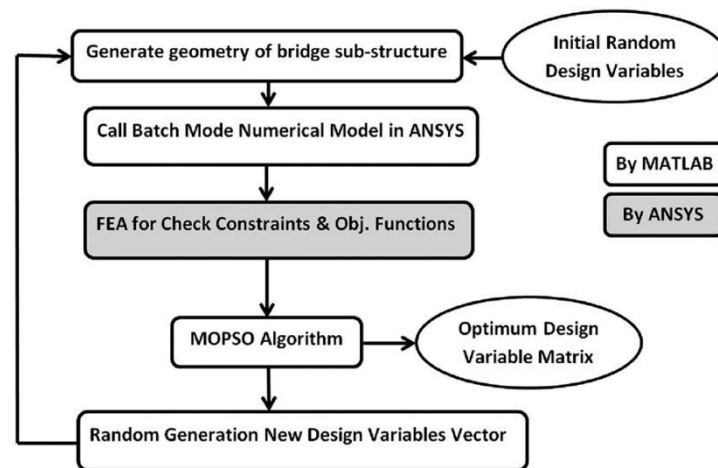 Generate geometry of bridge sub-structure
Initial Random
Design Variables
Call Batch Mode Numerical Model in ANSYS
By MATLAB
FEA for Check Constraints & Obj. Functions
By ANSYS
MOPSO Algorithm
Optimum Design
Variable Matrix
Random Generation New Design Variables Vector